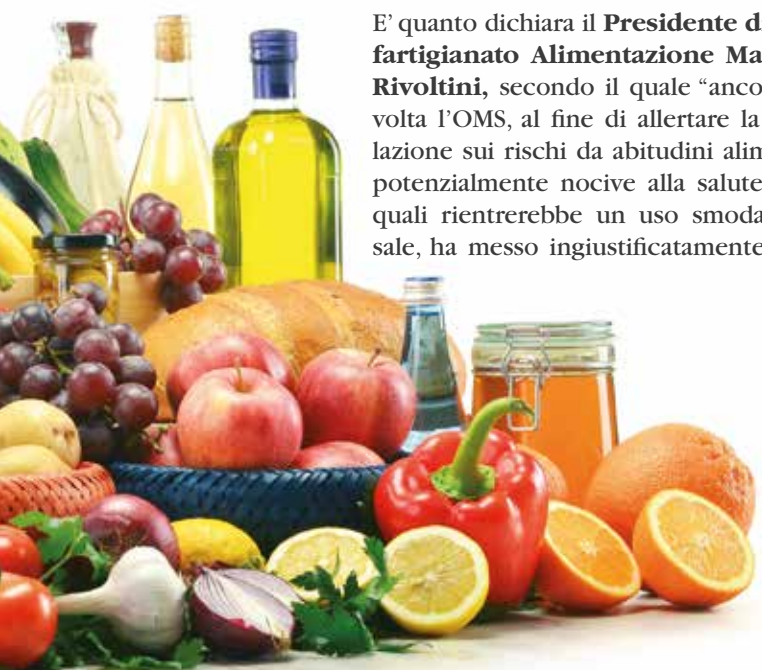 E’ quanto dichiara il Presidente d
fartigianato Alimentazione Ma
Rivoltini, secondo il quale “anco
volta l’OMS, al fine di allertare la
lazione sui rischi da abitudini alim
potenzialmente nocive alla salute
quali rientrerebbe un uso smoda
sale, ha messo ingiustificatamente